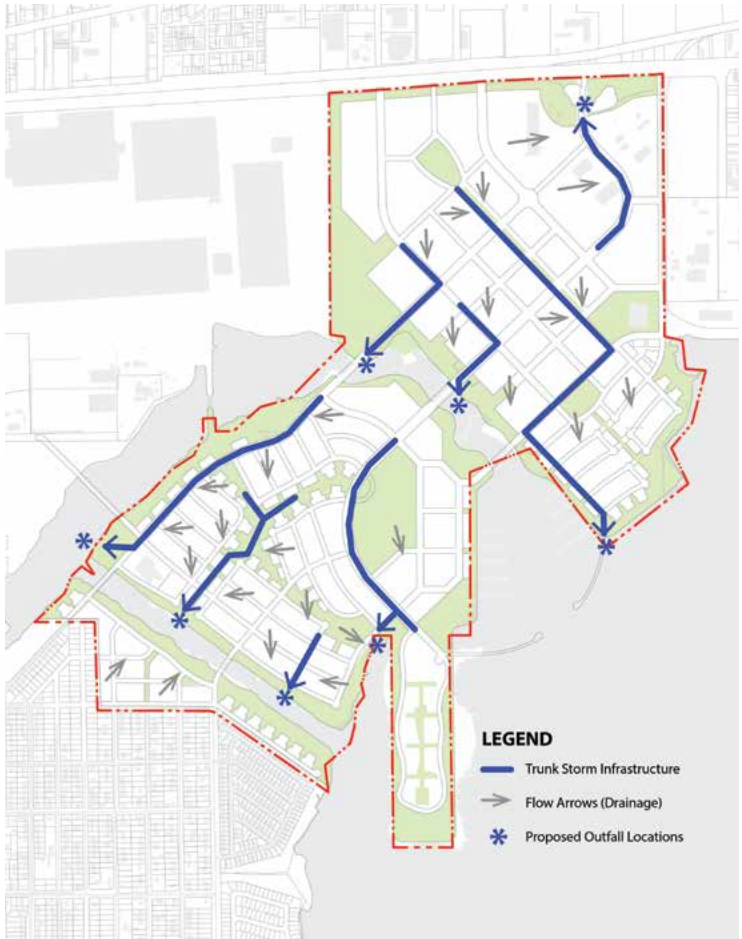 LEGEND
Trunk Storm Infrastructure
Flow Arrows (Drainage)
Proposed Outfall Locations